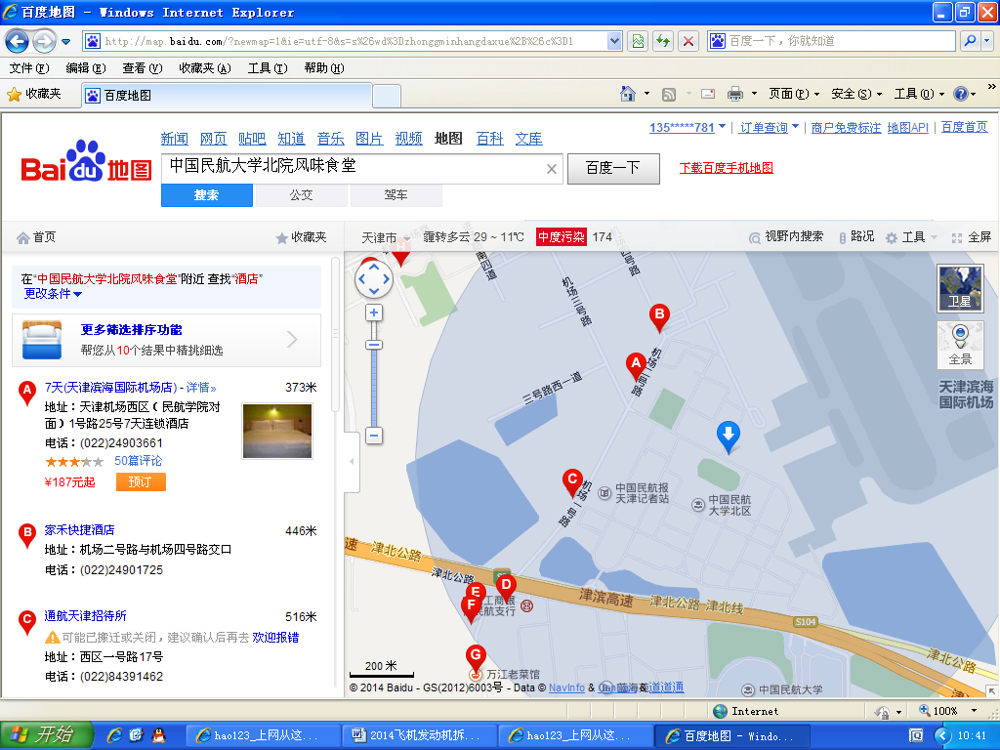 百度地图 - Windows Internet Explorer
http://map.baidu.com/?newmap=1&ie=utf-8&s=s%26wd%3Dzhongminhangdaxue%2B%26c%3D1
百度一下，你就知道
文件(F) 编辑(E) 查看(V) 收藏夹(A) 工具(T) 帮助(H)
收藏夹 百度地图 页面(P) 安全(S) 工具(O) »
135*****781 订单查询 | 商户免费标注 地图API | 百度首页
Bai du 地图
新闻 网页 贴吧 知道 音乐 图片 视频 地图 百科 文库
中国民航大学北院风味食堂
百度一下 下载百度手机地图
搜索 公交 驾车
首页 收藏夹 天津市 霾转多云 29 ~ 11℃ 中度污染 174 视野内搜索 路况 工具 全屏
在“中国民航大学北院风味食堂”附近 查找“酒店”
更改条件
更多筛选排序功能
帮您从10个结果中精挑细选
A 7天(天津滨海国际机场店) - 详情» 373米
地址：天津机场西区（民航学院对
面）1号路25号7天连锁酒店
电话：(022)24903661
50篇评论
¥187元起 预订
B 家禾快捷酒店 446米
地址：机场二号路与机场四号路交口
电话：(022)24901725
C 通航天津招待所 516米
可能已搬迁或关闭，建议确认后再去 欢迎报错
地址：西区一号路17号
电话：(022)84391462
南四道
机场三号路
四号路
B
A
机场二号路
三号路西一道
卫星
全景
天津滨海
国际机场
C
机场一号路
中国民航报
天津记者站
中国民航
大学北区
速 津北公路
津北公路
D
E
F
工商银
民航支行
津滨高速 津北公路 津北线
S104
津北公路
G
万江老菜馆
中国民航大学
200 米
© 2014 Baidu - GS(2012)6003号 - Data © NavInfo & & 道道通
Internet 100%
开始 hao123_上网从这... 2014飞机发动机拆... hao123_上网从这... 百度地图 - Windo... 10:41